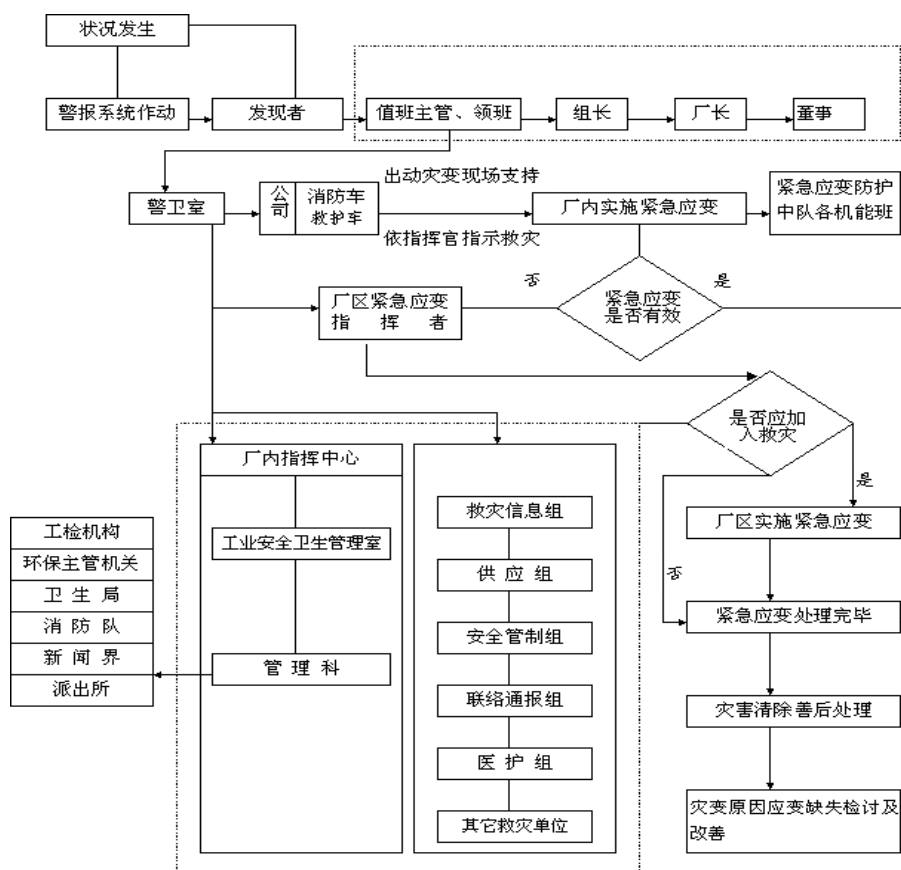 状况发生
警报系统作动
发现者
值班主管、领班
组长
厂长
董事
警卫室
公司
消防车
救护车
出动灾变现场支持
依指挥官指示救灾
厂内实施紧急应变
紧急应变防护
中队各机能班
厂区紧急应变
指挥者
否
紧急应变
是否有效
是
是否应加
入救灾
是
否
厂内指挥中心
工业安全卫生管理室
管理科
工检机构
环保主管机关
卫生局
消防队
新闻界
派出所
救灾信息组
供应组
安全管制组
联络通报组
医护组
其它救灾单位
厂区实施紧急应变
紧急应变处理完毕
灾害清除善后处理
灾变原因应变缺失检讨及
改善